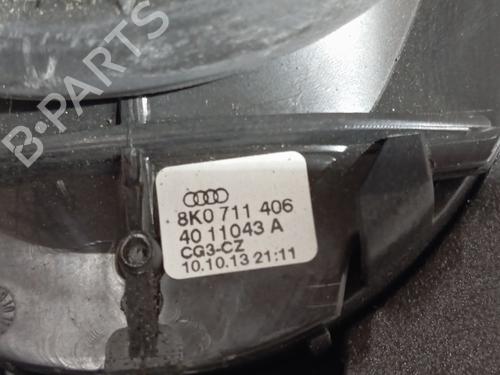 B-PARTS
8K0 711 406
40 11043 A
CG3-CZ
10.10.13 21:11